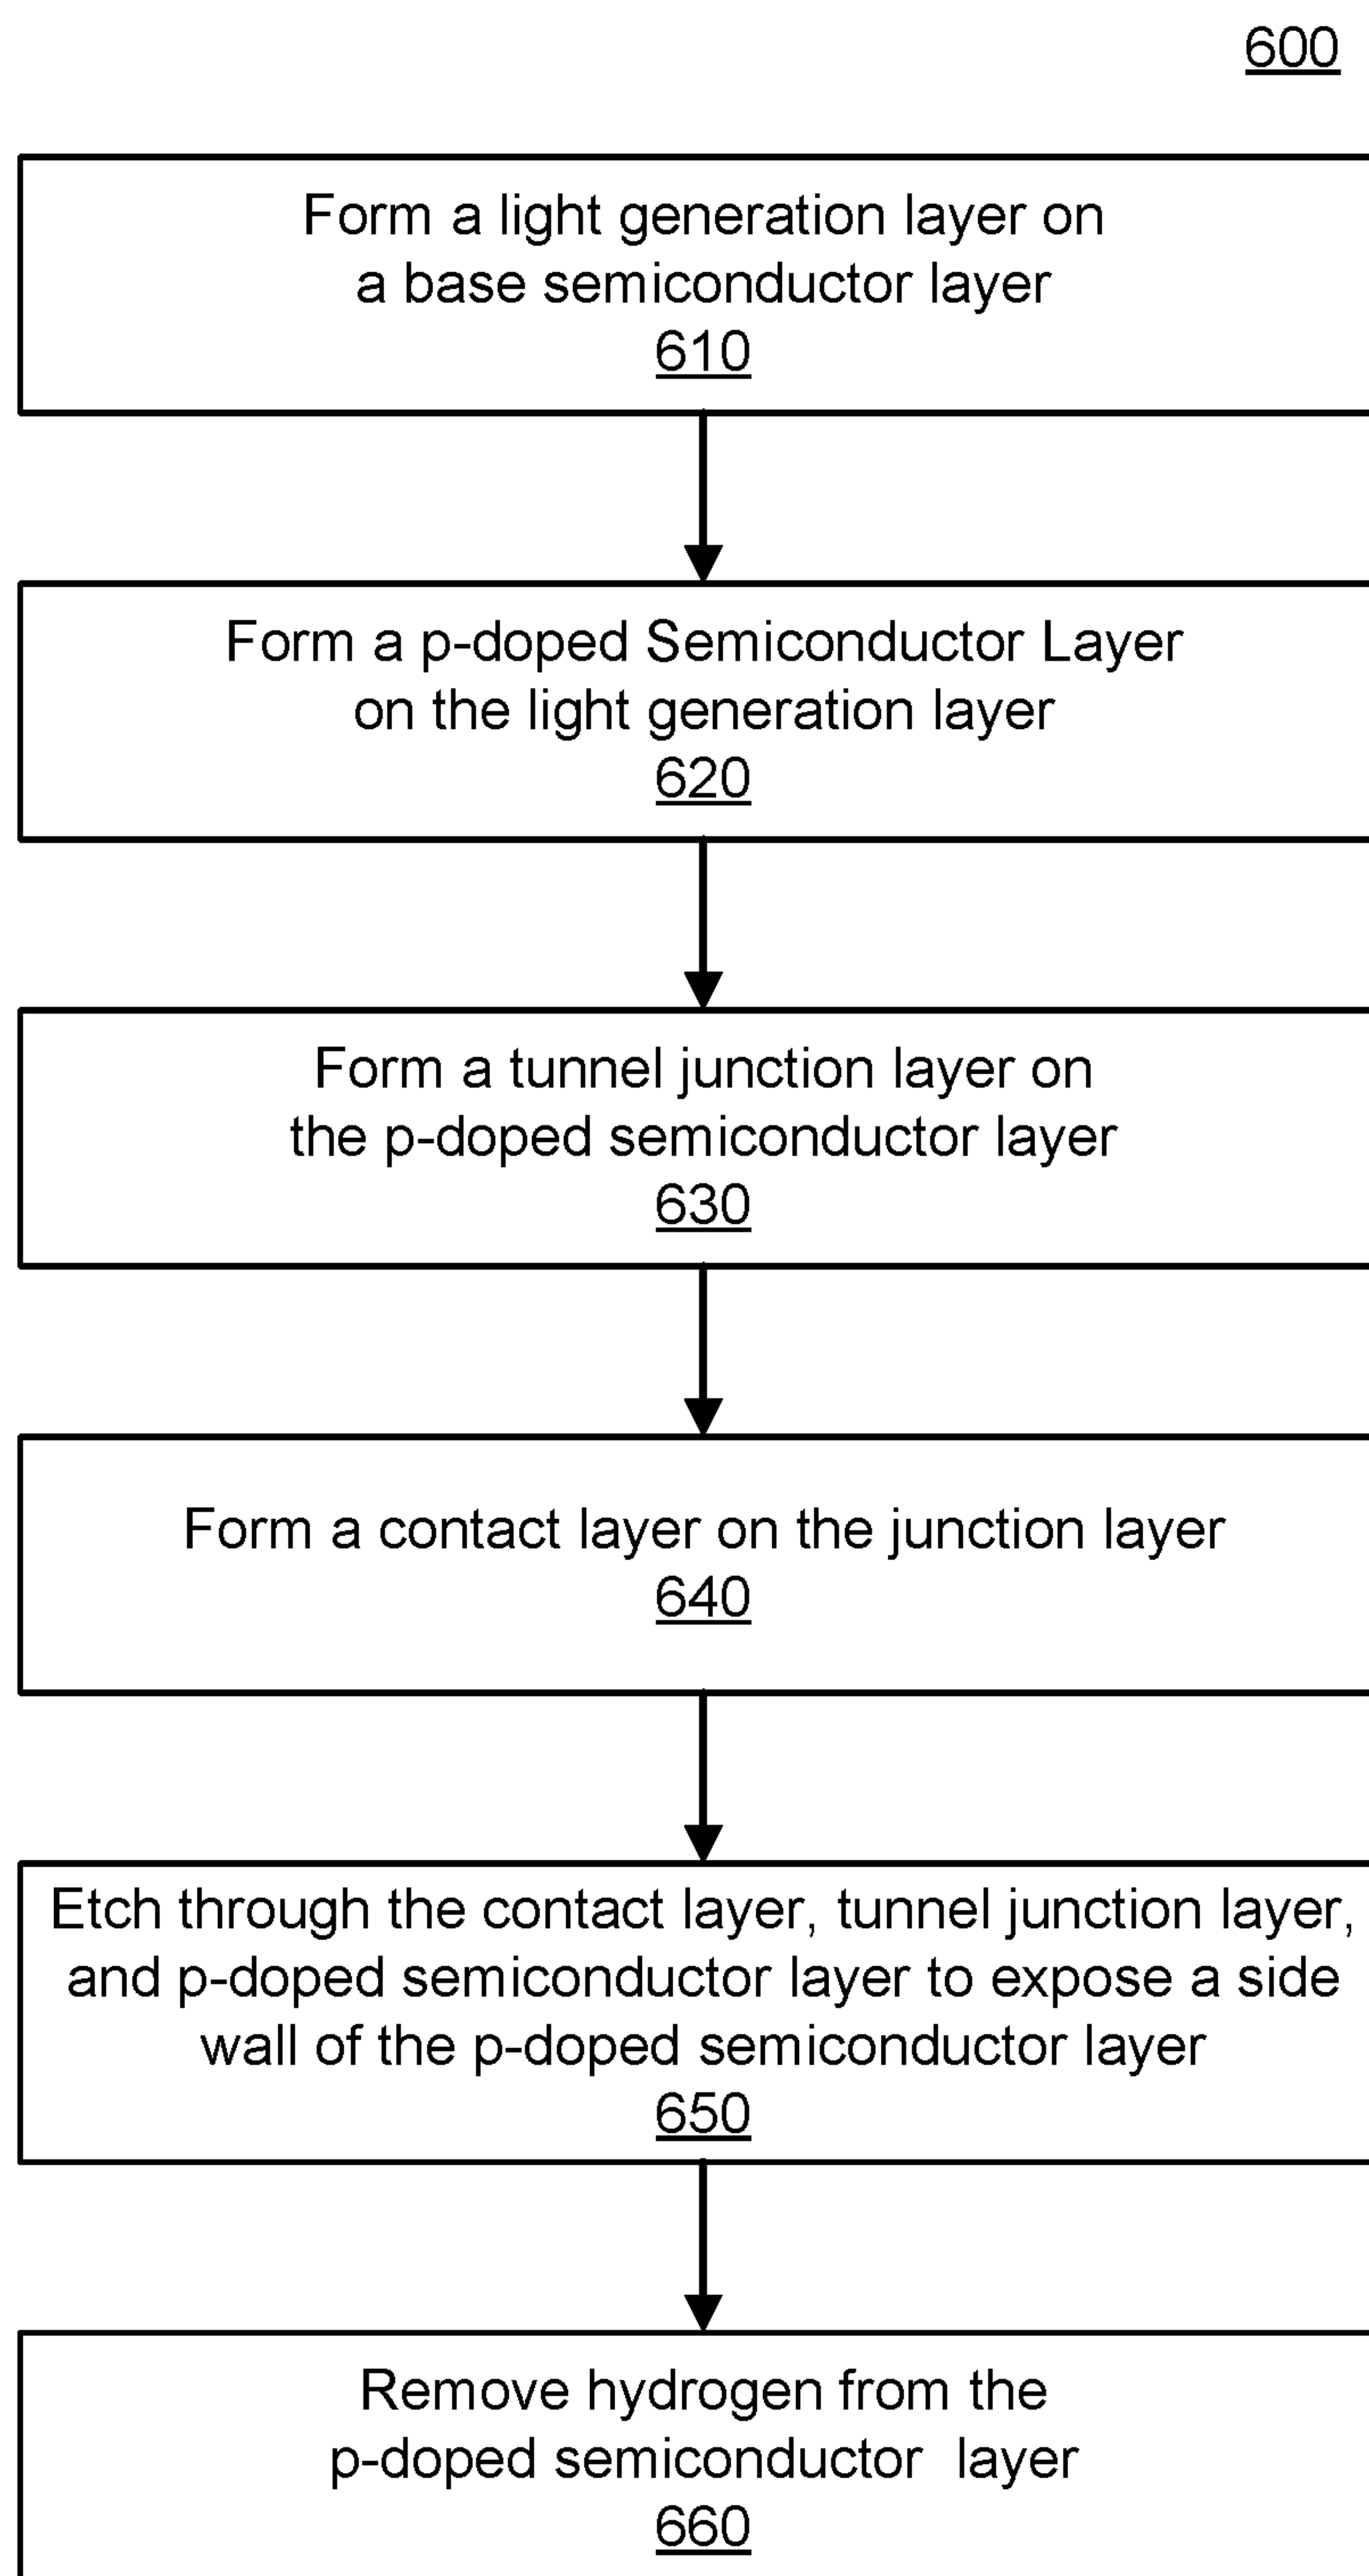 600
Form a light generation layer on
a base semiconductor layer
610
Form a p-doped Semiconductor Layer
on the light generation layer
620
Form a tunnel junction layer on
the p-doped semiconductor layer
630
Form a contact layer on the junction layer
640
Etch through the contact layer, tunnel junction layer,
and p-doped semiconductor layer to expose a side
wall of the p-doped semiconductor layer
650
Remove hydrogen from the
p-doped semiconductor layer
660